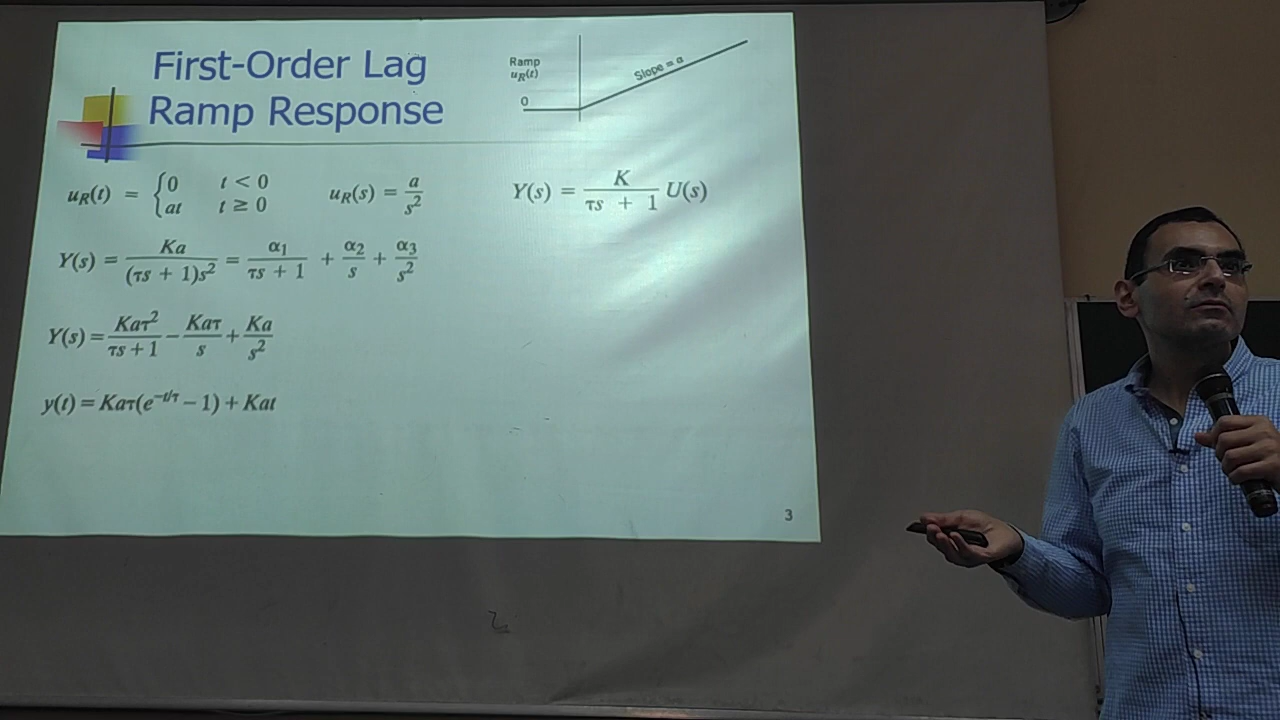 First-Order Lag
Ramp Response
Ramp
u_R(t)
0
Slope = a
u_R(t) = {0 t < 0
at t ≥ 0
u_R(s) = a/s²
Y(s) = K/(τs + 1) U(s)
Y(s) = Ka/((τs + 1)s²) = α₁/(τs + 1) + α₂/s + α₃/s²
Y(s) = Kaτ²/(τs + 1) − Kaτ/s + Ka/s²
y(t) = Kaτ(e^(−t/τ) − 1) + Kat
3